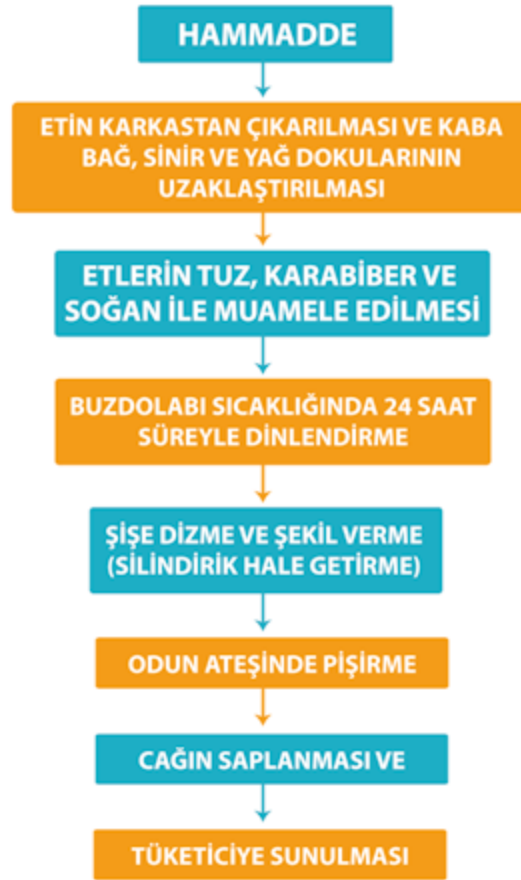 HAMMADDE
ETİN KARKASTAN ÇIKARILMASI VE KABA
BAĞ, SİNİR VE YAĞ DOKULARININ
UZAKLAŞTIRILMASI
ETLERİN TUZ, KARABİBER VE
SOĞAN İLE MUAMELE EDİLMESİ
BUZDOLABI SICAKLIĞINDA 24 SAAT
SÜREYLE DİNLENDİRME
ŞİŞE DİZME VE ŞEKİL VERME
(SİLİNDİRİK HALE GETİRME)
ODUN ATEŞİNDE PİŞİRME
CAĞIN SAPLANMASI VE
TÜKETİCİYE SUNULMASI